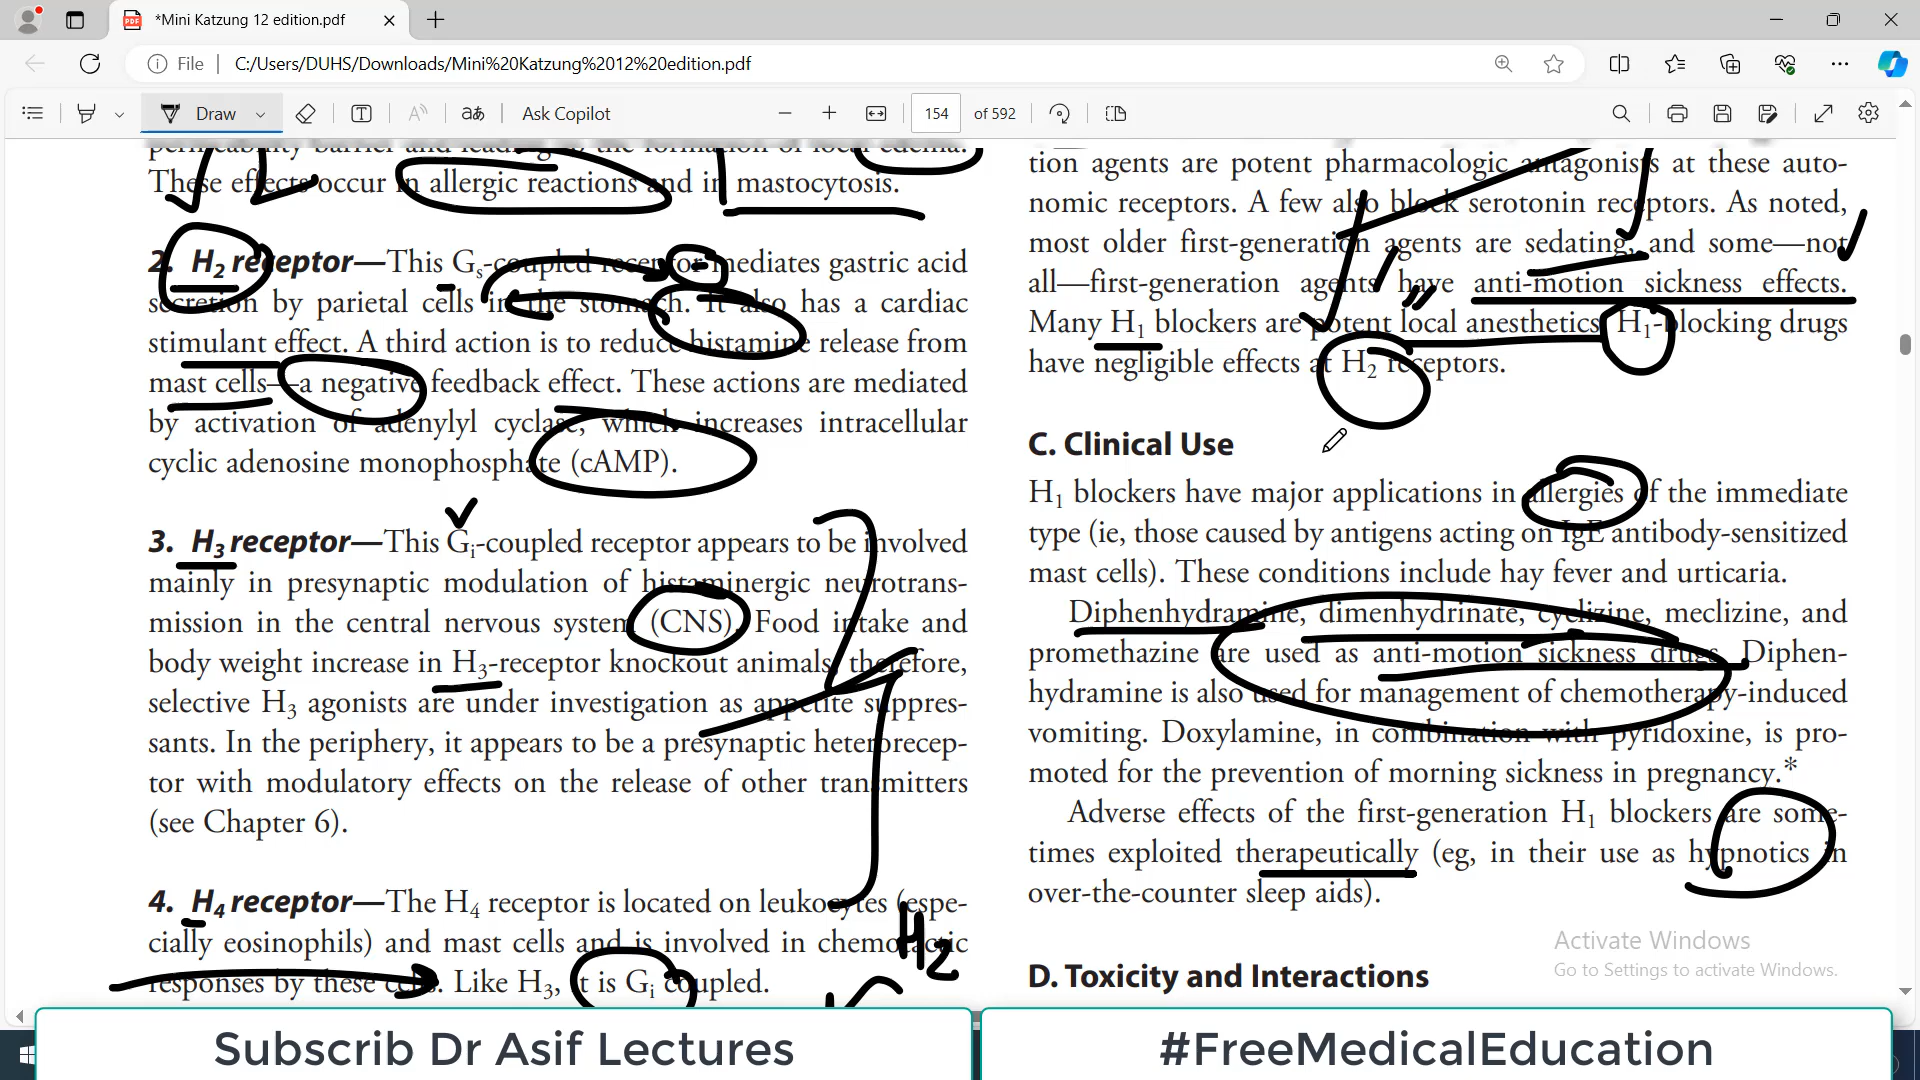 *Mini Katzung 12 edition.pdf
File
C:/Users/DUHS/Downloads/Mini%20Katzung%2012%20edition.pdf
Draw
Ask Copilot
154
of 592
permeability barrier and leading to the formation of local edema.
These effects occur in allergic reactions and in mastocytosis.
2. H2 receptor—This Gs-coupled receptor mediates gastric acid
secretion by parietal cells in the stomach. It also has a cardiac
stimulant effect. A third action is to reduce histamine release from
mast cells—a negative feedback effect. These actions are mediated
by activation of adenylyl cyclase, which increases intracellular
cyclic adenosine monophosphate (cAMP).
3. H3 receptor—This Gi-coupled receptor appears to be involved
mainly in presynaptic modulation of histaminergic neurotrans-
mission in the central nervous system (CNS). Food intake and
body weight increase in H3-receptor knockout animals; therefore,
selective H3 agonists are under investigation as appetite suppres-
sants. In the periphery, it appears to be a presynaptic heterorecep-
tor with modulatory effects on the release of other transmitters
(see Chapter 6).
4. H4 receptor—The H4 receptor is located on leukocytes (espe-
cially eosinophils) and mast cells and is involved in chemotactic
responses by these cells. Like H3, it is Gi coupled.
H2
tion agents are potent pharmacologic antagonists at these auto-
nomic receptors. A few also block serotonin receptors. As noted,
most older first-generation agents are sedating, and some—not
all—first-generation agents have anti-motion sickness effects.
Many H1 blockers are potent local anesthetics. H1-blocking drugs
have negligible effects at H2 receptors.
C. Clinical Use
H1 blockers have major applications in allergies of the immediate
type (ie, those caused by antigens acting on IgE antibody-sensitized
mast cells). These conditions include hay fever and urticaria.
Diphenhydramine, dimenhydrinate, cyclizine, meclizine, and
promethazine are used as anti-motion sickness drugs. Diphen-
hydramine is also used for management of chemotherapy-induced
vomiting. Doxylamine, in combination with pyridoxine, is pro-
moted for the prevention of morning sickness in pregnancy.*
Adverse effects of the first-generation H1 blockers are some-
times exploited therapeutically (eg, in their use as hypnotics in
over-the-counter sleep aids).
D. Toxicity and Interactions
Activate Windows
Go to Settings to activate Windows.
Subscrib Dr Asif Lectures
#FreeMedicalEducation